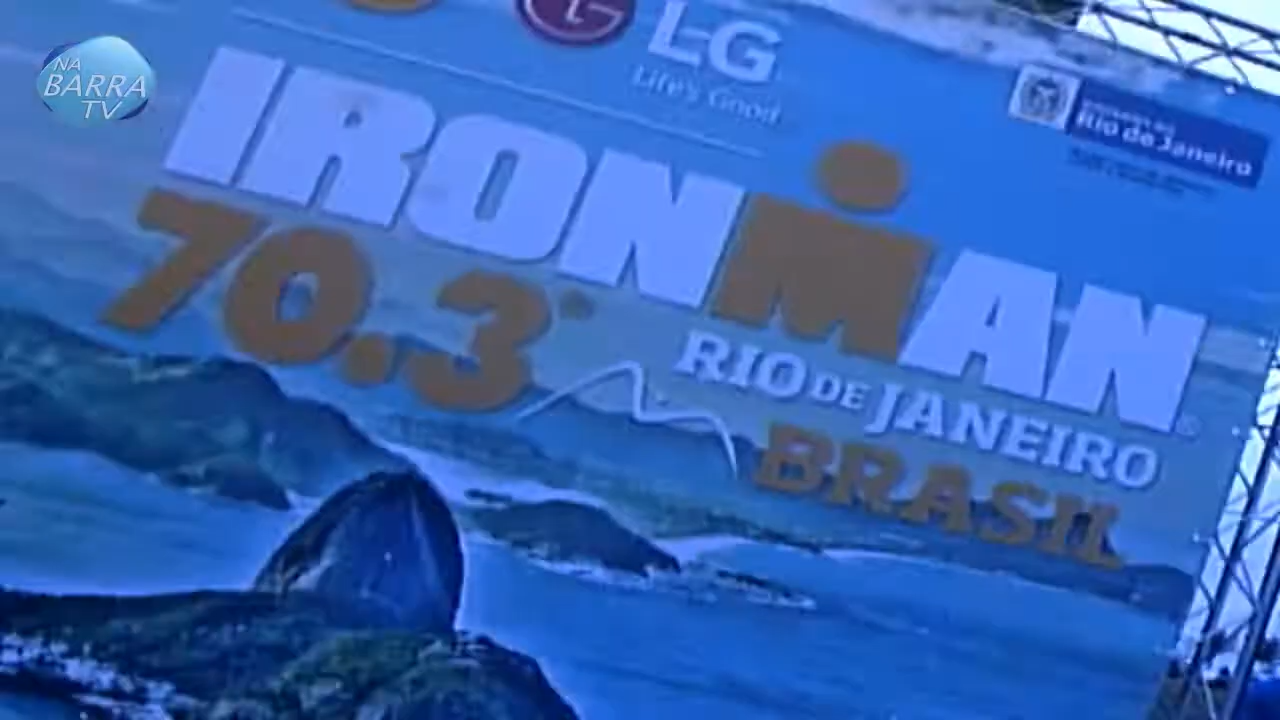 NA
BARRA
TV
LG
Life's Good
Rio de Janeiro
IRONMAN
70.3
RIO DE JANEIRO
BRASIL